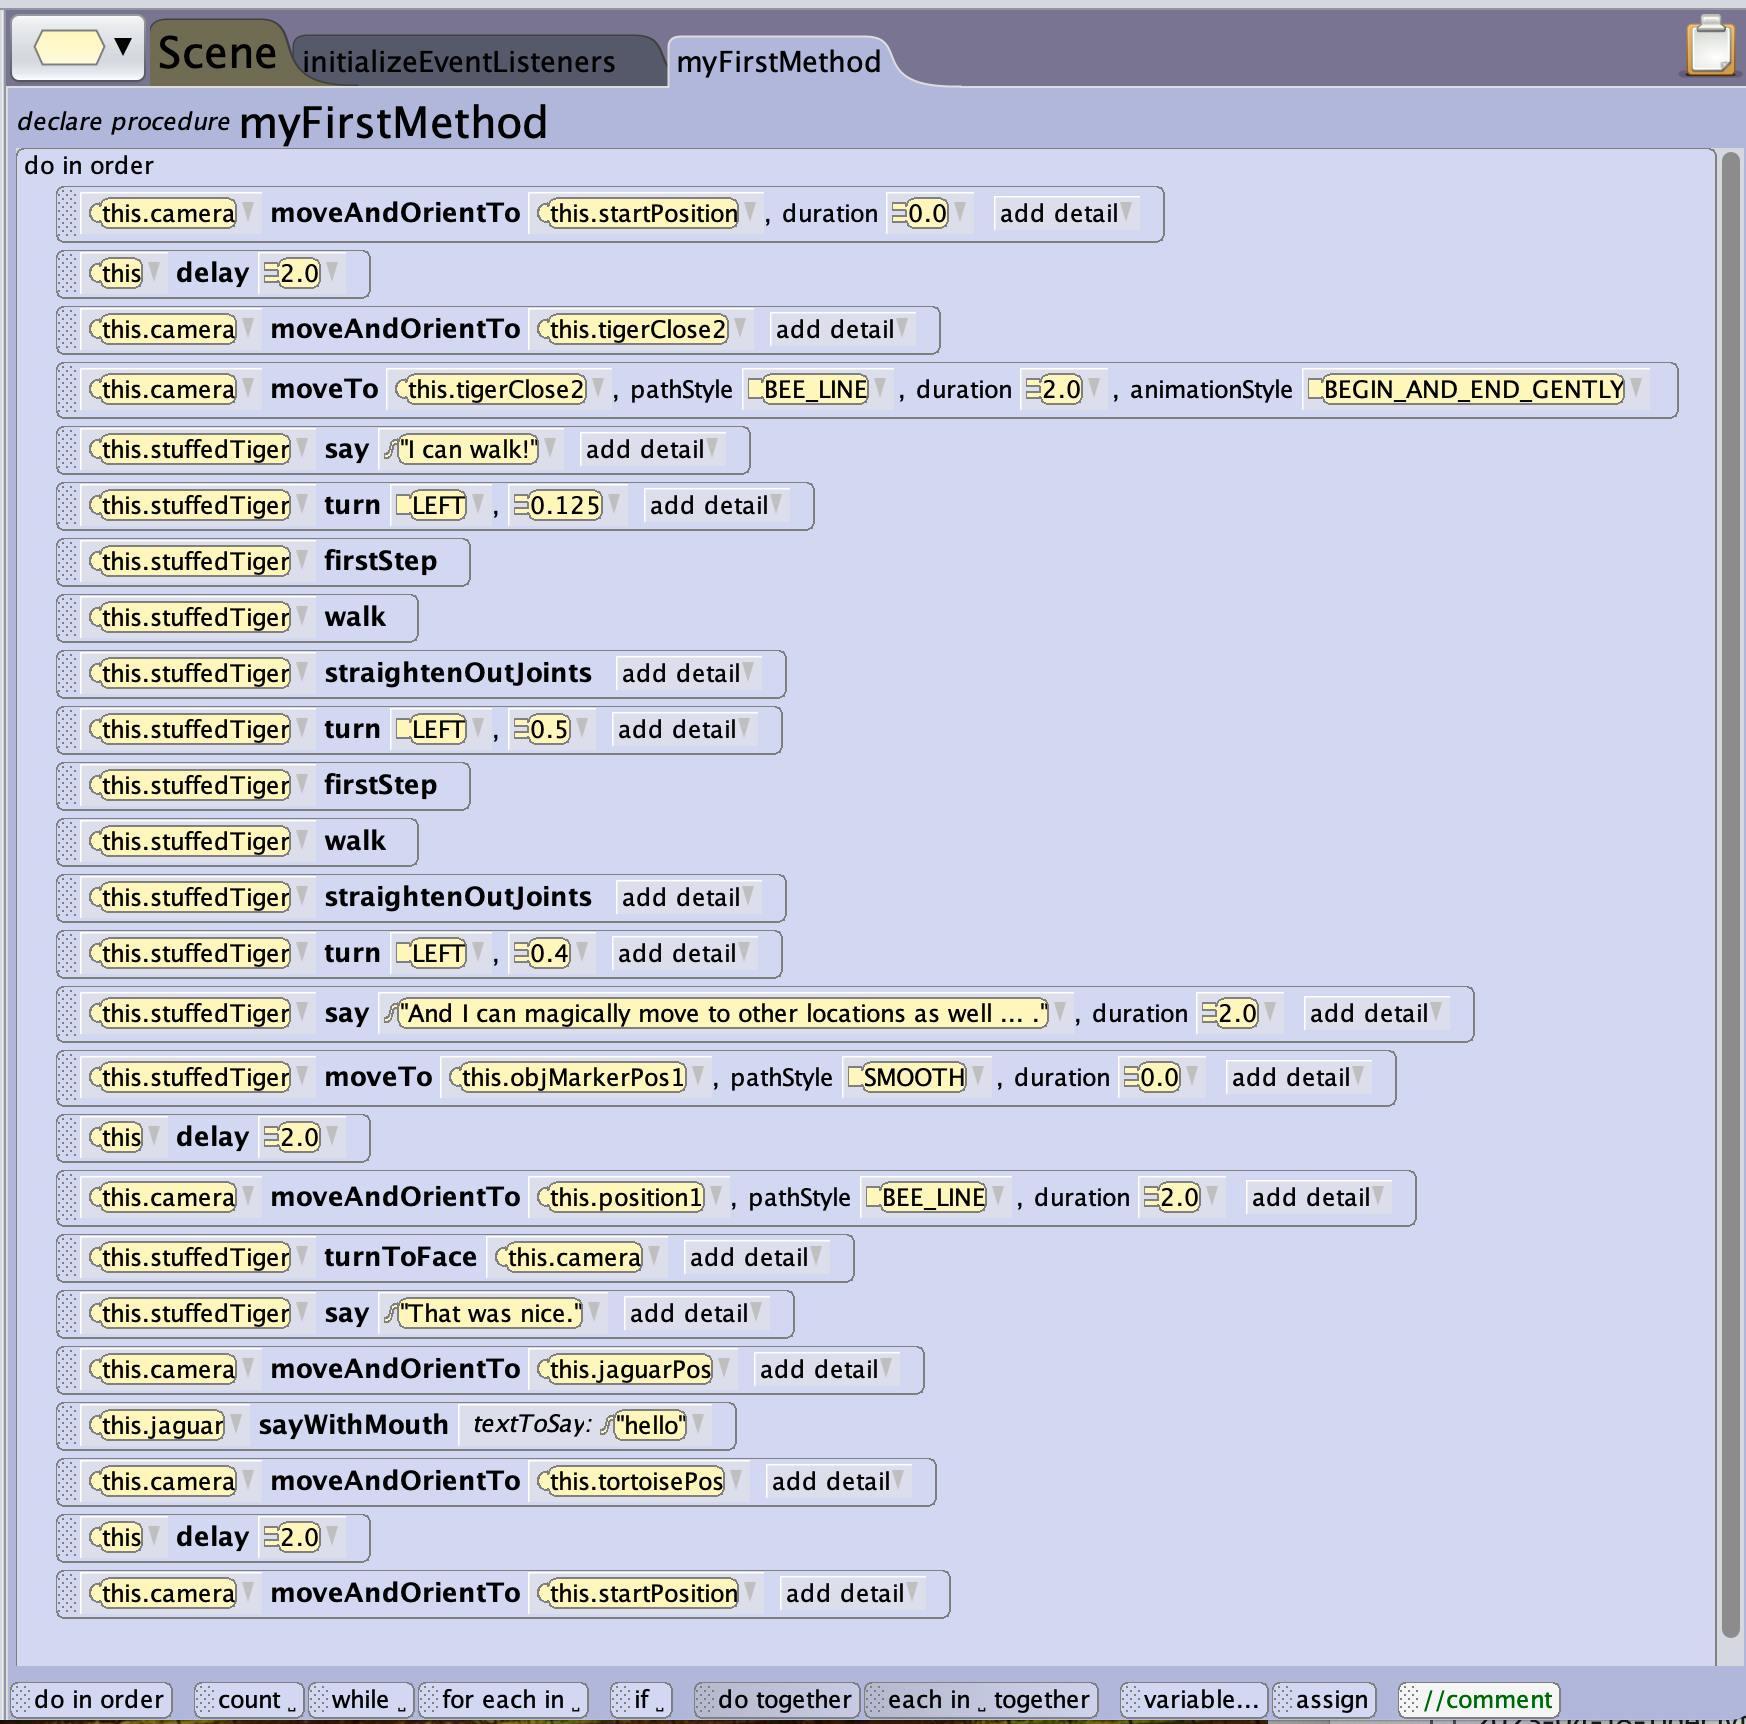 Scene initializeEventListeners myFirstMethod
declare procedure myFirstMethod
do in order
this.camera moveAndOrientTo this.startPosition , duration 0.0 add detail
this delay 2.0
this.camera moveAndOrientTo this.tigerClose2 add detail
this.camera moveTo this.tigerClose2 , pathStyle BEE_LINE , duration 2.0 , animationStyle BEGIN_AND_END_GENTLY
this.stuffedTiger say "I can walk!" add detail
this.stuffedTiger turn LEFT , 0.125 add detail
this.stuffedTiger firstStep
this.stuffedTiger walk
this.stuffedTiger straightenOutJoints add detail
this.stuffedTiger turn LEFT , 0.5 add detail
this.stuffedTiger firstStep
this.stuffedTiger walk
this.stuffedTiger straightenOutJoints add detail
this.stuffedTiger turn LEFT , 0.4 add detail
this.stuffedTiger say "And I can magically move to other locations as well ... ." , duration 2.0 add detail
this.stuffedTiger moveTo this.objMarkerPos1 , pathStyle SMOOTH , duration 0.0 add detail
this delay 2.0
this.camera moveAndOrientTo this.position1 , pathStyle BEE_LINE , duration 2.0 add detail
this.stuffedTiger turnToFace this.camera add detail
this.stuffedTiger say "That was nice." add detail
this.camera moveAndOrientTo this.jaguarPos add detail
this.jaguar sayWithMouth textToSay: "hello"
this.camera moveAndOrientTo this.tortoisePos add detail
this delay 2.0
this.camera moveAndOrientTo this.startPosition add detail
do in order count _ while _ for each in _ if _ do together each in _ together variable... assign //comment